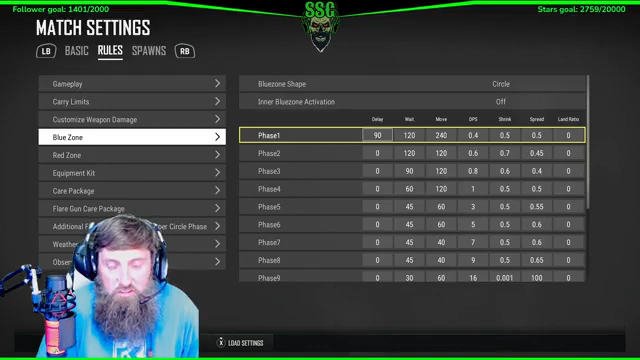 Follower goal: 1401/2000
SSG
Stars goal: 2759/20000
MATCH SETTINGS
LB BASIC RULES SPAWNS RB
Gameplay
Carry Limits
Customize Weapon Damage
Blue Zone
Red Zone
Equipment Kit
Care Package
Flare Gun Care Package
Additional F per Circle Phase
Weather
Obser
Bluezone Shape Circle
Inner Bluezone Activation Off
Delay Wait Move DPS Shrink Spread Land Ratio
Phase1 90 120 240 0.4 0.5 0.5 0
Phase2 0 120 120 0.6 0.7 0.45 0
Phase3 0 90 120 0.8 0.6 0.4 0
Phase4 0 60 120 1 0.5 0.5 0
Phase5 0 45 60 3 0.5 0.55 0
Phase6 0 45 60 5 0.5 0.6 0
Phase7 0 45 40 7 0.5 0.6 0
Phase8 0 45 40 9 0.5 0.65 0
Phase9 0 30 60 16 0.001 100 0
X LOAD SETTINGS